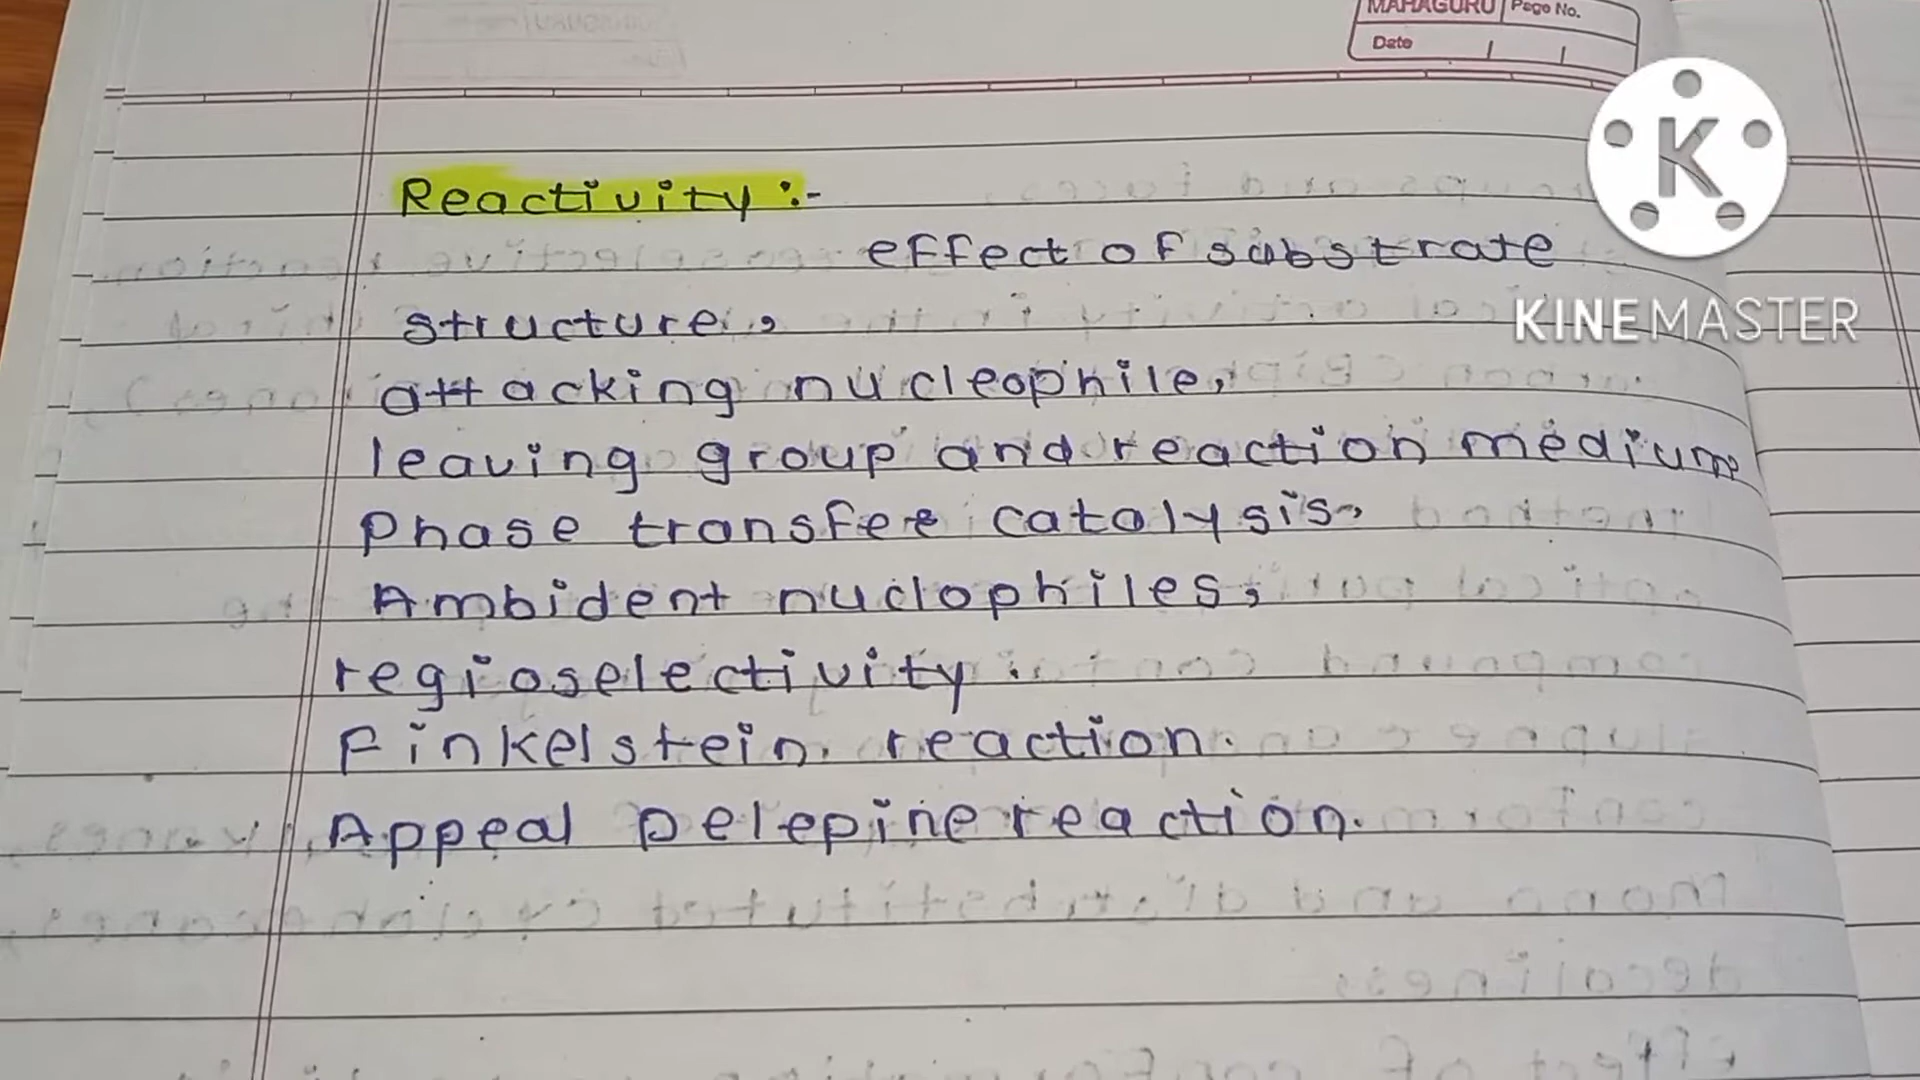 MAHAGURU Page No.
Date
K
KINEMASTER
Reactivity :-
effect of substrate
structure,
attacking nucleophile,
leaving group and reaction medium
Phase transfer catalysis,
Ambident nuclophiles,
regioselectivity.
Finkelstein. reaction.
Appeal Delepine reaction.